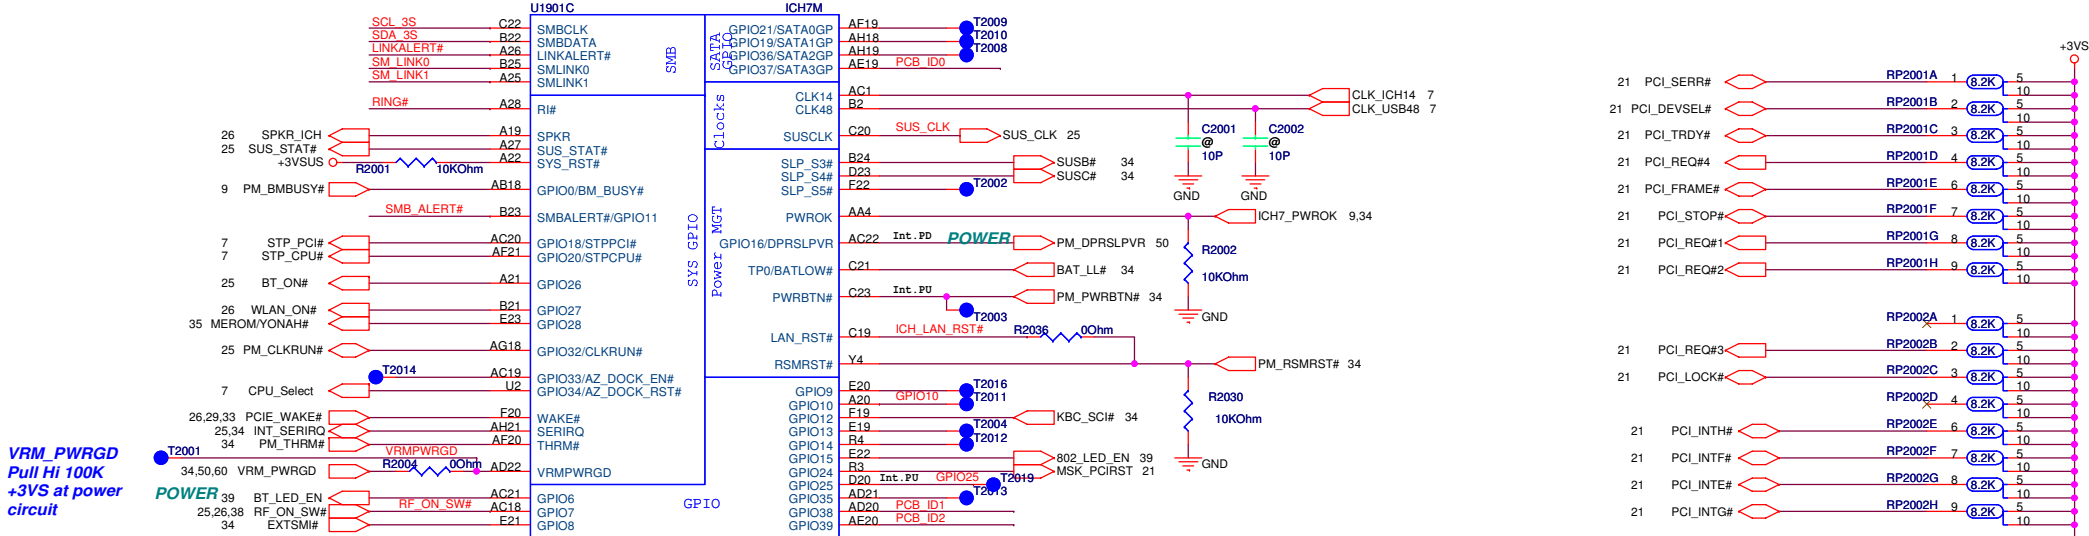 U1901C ICH7M
SCL_3S C22 SMBCLK
SDA_3S B22 SMBDATA
LINKALERT# A26 LINKALERT#
SM_LINK0 B25 SMLINK0
SM_LINK1 A25 SMLINK1
RING# A28 RI#
26 SPKR_ICH A19 SPKR
25 SUS_STAT# A27 SUS_STAT#
+3VSUS R2001 10KOhm A22 SYS_RST#
9 PM_BMBUSY# AB18 GPIO0/BM_BUSY#
SMB_ALERT# B23 SMBALERT#/GPIO11
7 STP_PCI# AC20 GPIO18/STPPCI#
7 STP_CPU# AF21 GPIO20/STPCPU#
25 BT_ON# A21 GPIO26
26 WLAN_ON# B21 GPIO27
35 MEROM/YONAH# E23 GPIO28
25 PM_CLKRUN# AG18 GPIO32/CLKRUN#
T2014 AC19 GPIO33/AZ_DOCK_EN#
7 CPU_Select U2 GPIO34/AZ_DOCK_RST#
26,29,33 PCIE_WAKE# F20 WAKE#
25,34 INT_SERIRQ AH21 SERIRQ
34 PM_THRM# AF20 THRM#
T2001 VRMPWRGD
34,50,60 VRM_PWRGD R2004 0Ohm AD22 VRMPWRGD
39 BT_LED_EN AC21 GPIO6
25,26,38 RF_ON_SW# RF_ON_SW# AC18 GPIO7
34 EXTSMI# E21 GPIO8
VRM_PWRGD
Pull Hi 100K
+3VS at power
circuit
POWER
SMB
SATA
GPIO
Clocks
SYS GPIO
Power MGT
GPIO
GPIO21/SATA0GP AF19 T2009
GPIO19/SATA1GP AH18 T2010
GPIO36/SATA2GP AH19 T2008
GPIO37/SATA3GP AE19 PCB_ID0
CLK14 AC1 CLK_ICH14 7
CLK48 B2 CLK_USB48 7
SUSCLK C20 SUS_CLK SUS_CLK 25
C2001
@
10P
GND
C2002
@
10P
GND
SLP_S3# B24 SUSB# 34
SLP_S4# D23 SUSC# 34
SLP_S5# F22 T2002
PWROK AA4 ICH7_PWROK 9,34
GPIO16/DPRSLPVR AC22 Int.PD POWER PM_DPRSLPVR 50
R2002
10KOhm
GND
TP0/BATLOW# C21 BAT_LL# 34
PWRBTN# C23 Int.PU PM_PWRBTN# 34
T2003
LAN_RST# C19 ICH_LAN_RST# R2036 0Ohm
RSMRST# Y4 PM_RSMRST# 34
R2030
10KOhm
GND
GPIO9 E20 T2016
GPIO10 A20 GPIO10 T2011
GPIO12 F19 KBC_SCI# 34
GPIO13 E19 T2004
GPIO14 R4 T2012
GPIO15 E22 802_LED_EN 39
GPIO24 R3 MSK_PCIRST 21
GPIO25 D20 Int.PU GPIO25 T2019
GPIO35 AD21 T2013
GPIO38 AD20 PCB_ID1
GPIO39 AE20 PCB_ID2
+3VS
21 PCI_SERR# RP2001A 1 8.2K 5 10
21 PCI_DEVSEL# RP2001B 2 8.2K 5 10
21 PCI_TRDY# RP2001C 3 8.2K 5 10
21 PCI_REQ#4 RP2001D 4 8.2K 5 10
21 PCI_FRAME# RP2001E 6 8.2K 5 10
21 PCI_STOP# RP2001F 7 8.2K 5 10
21 PCI_REQ#1 RP2001G 8 8.2K 5 10
21 PCI_REQ#2 RP2001H 9 8.2K 5 10
RP2002A 1 8.2K 5 10
21 PCI_REQ#3 RP2002B 2 8.2K 5 10
21 PCI_LOCK# RP2002C 3 8.2K 5 10
RP2002D 4 8.2K 5 10
21 PCI_INTH# RP2002E 6 8.2K 5 10
21 PCI_INTF# RP2002F 7 8.2K 5 10
21 PCI_INTE# RP2002G 8 8.2K 5 10
21 PCI_INTG# RP2002H 9 8.2K 5 10